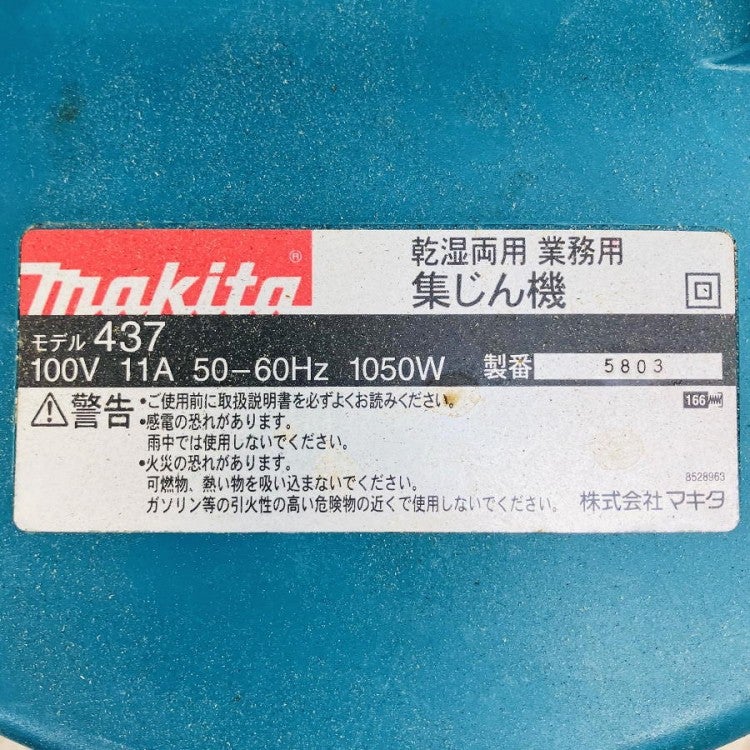 makita®
乾湿両用 業務用
集じん機
モデル 437
100V 11A 50-60Hz 1050W 製番 5803
警告
•ご使用前に取扱説明書を必ずよくお読みください。
•感電の恐れがあります。
雨中では使用しないでください。
•火災の恐れがあります。
可燃物、熱い物を吸い込まないでください。
ガソリン等の引火性の高い危険物の近くで使用しないでください。
166
8528963
株式会社マキタ